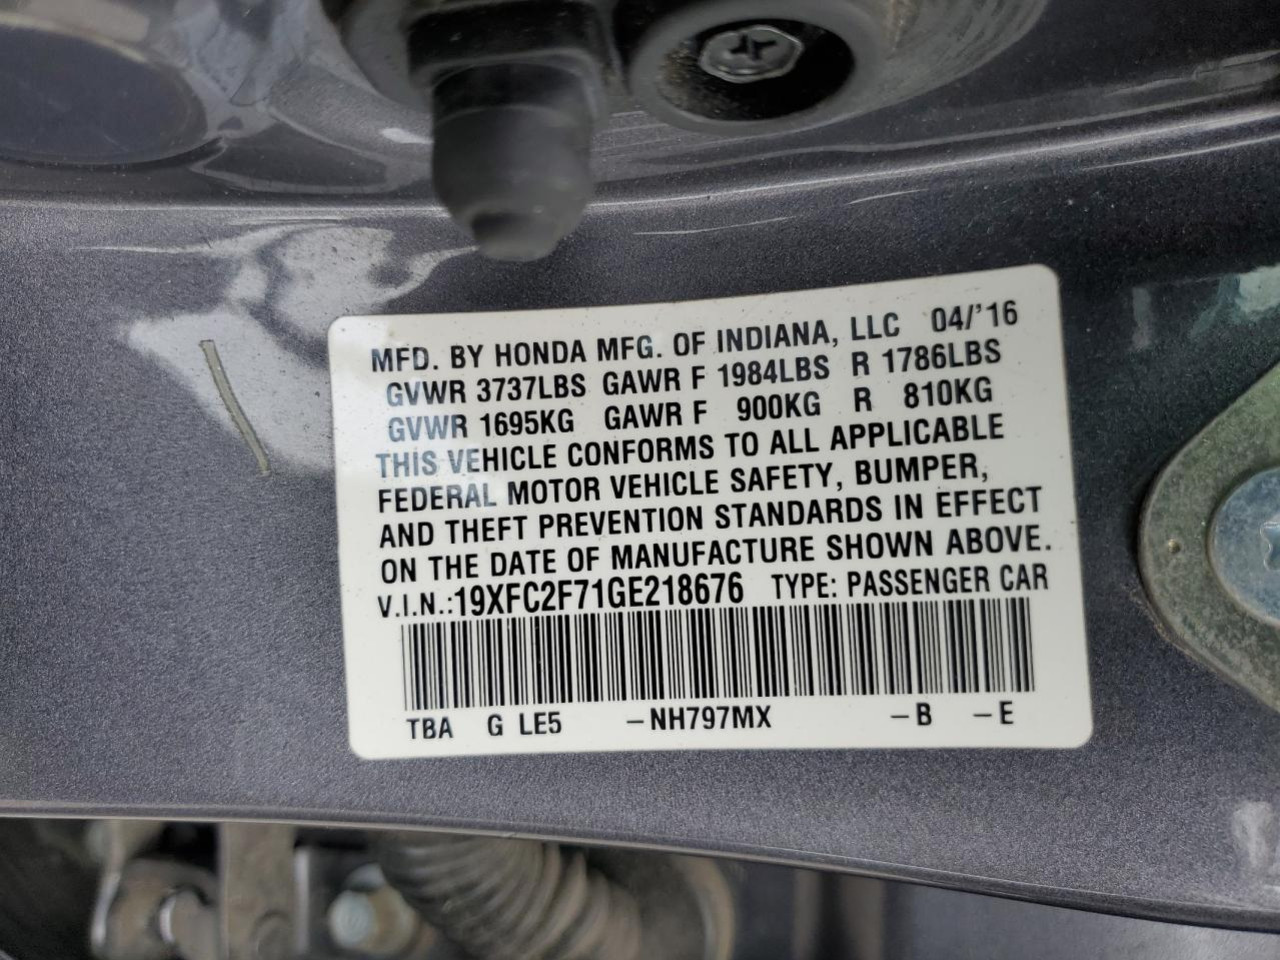 MFD. BY HONDA MFG. OF INDIANA, LLC 04/'16
GVWR 3737LBS GAWR F 1984LBS R 1786LBS
GVWR 1695KG GAWR F 900KG R 810KG
THIS VEHICLE CONFORMS TO ALL APPLICABLE
FEDERAL MOTOR VEHICLE SAFETY, BUMPER,
AND THEFT PREVENTION STANDARDS IN EFFECT
ON THE DATE OF MANUFACTURE SHOWN ABOVE.
V.I.N.:19XFC2F71GE218676 TYPE: PASSENGER CAR
TBA G LE5 –NH797MX –B –E